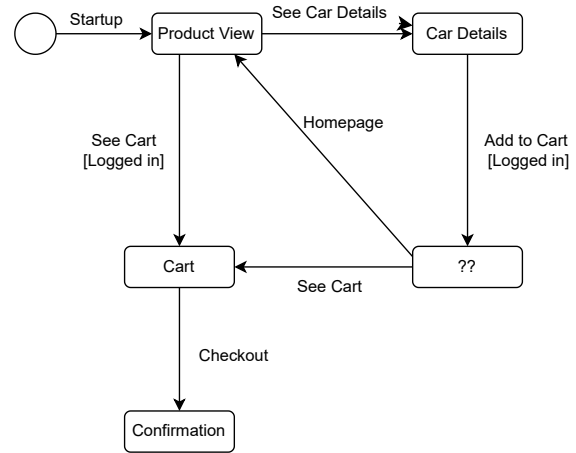 See Car Details
Startup
Product View
Car Details
Homepage
See Cart
[Logged in]
Add to Cart
[Logged in]
Cart
??
See Cart
Checkout
Confirmation